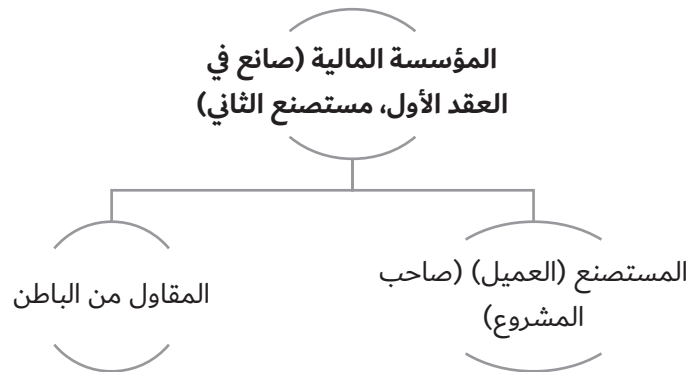 المؤسسة المالية (صانع في
العقد الأول، مستصنع الثاني)
المستصنع (العميل) (صاحب
المشروع)
المقاول من الباطن